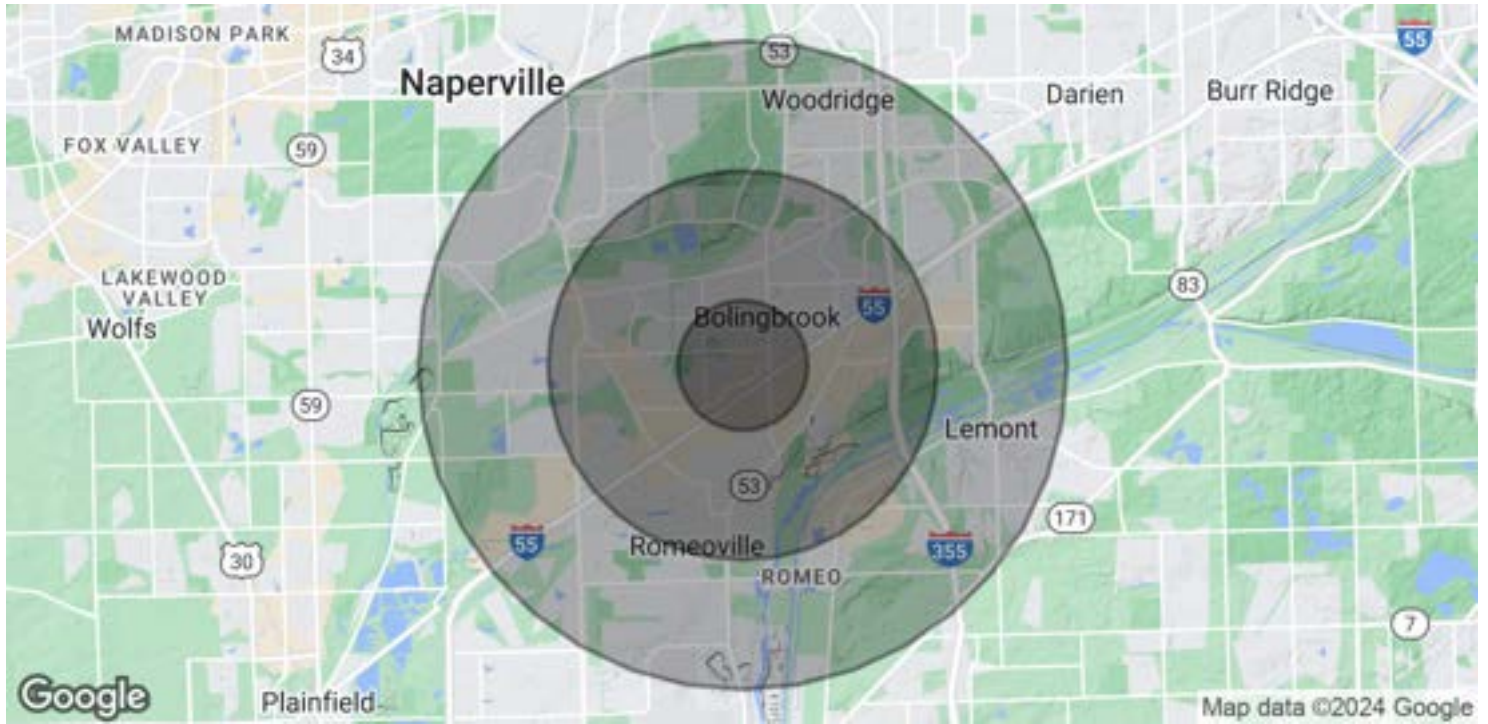 MADISON PARK
34
53
55
Naperville
Woodridge
Darien
Burr Ridge
FOX VALLEY
59
LAKEWOOD
VALLEY
83
Wolfs
Bolingbrook
55
59
Lemont
53
171
55
Romeoville
355
30
ROMEO
7
Google
Plainfield
Map data ©2024 Google